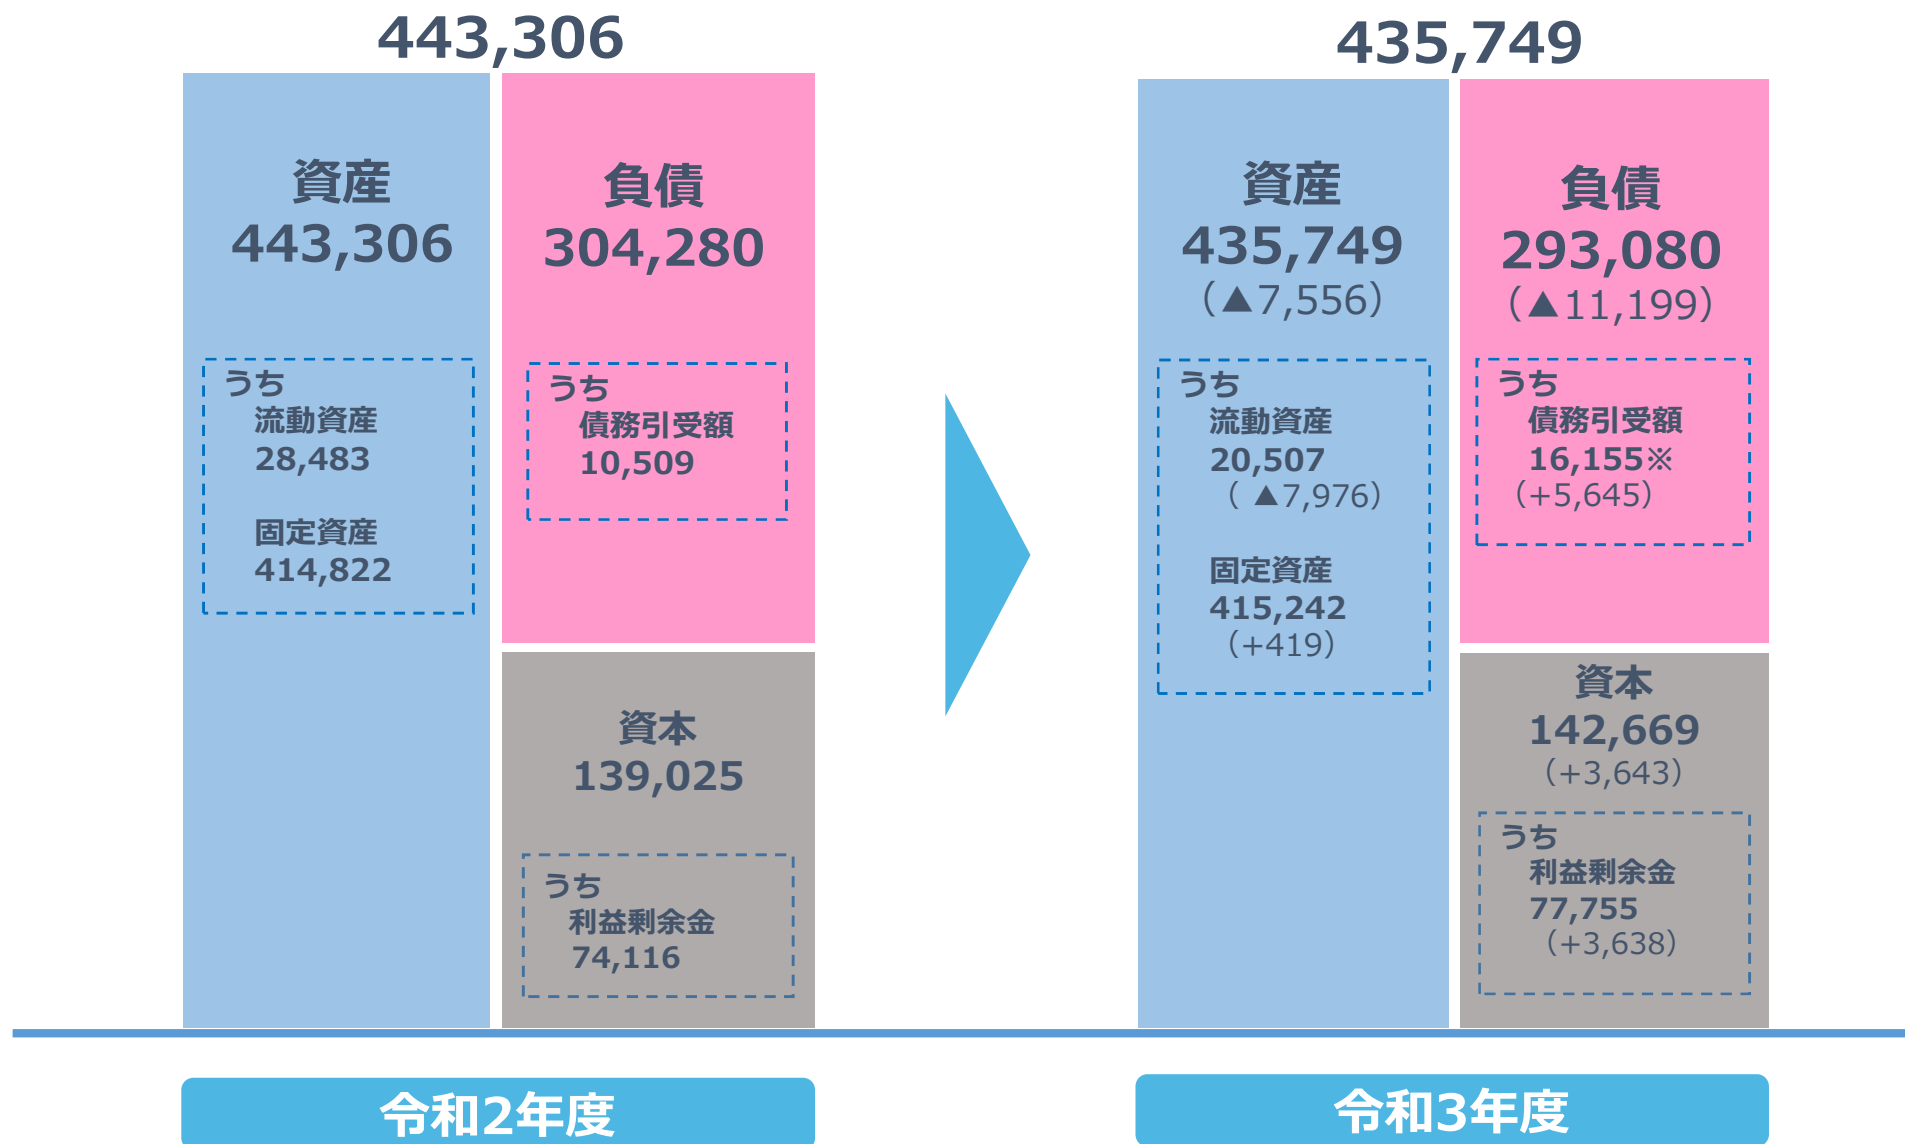 443,306
資産
443,306
うち
流動資産
28,483
固定資産
414,822
負債
304,280
うち
債務引受額
10,509
資本
139,025
うち
利益剰余金
74,116
令和2年度
435,749
資産
435,749
（▲7,556）
うち
流動資産
20,507
（ ▲7,976）
固定資産
415,242
（+419）
負債
293,080
（▲11,199）
うち
債務引受額
16,155※
（+5,645）
資本
142,669
（+3,643）
うち
利益剰余金
77,755
（+3,638）
令和3年度